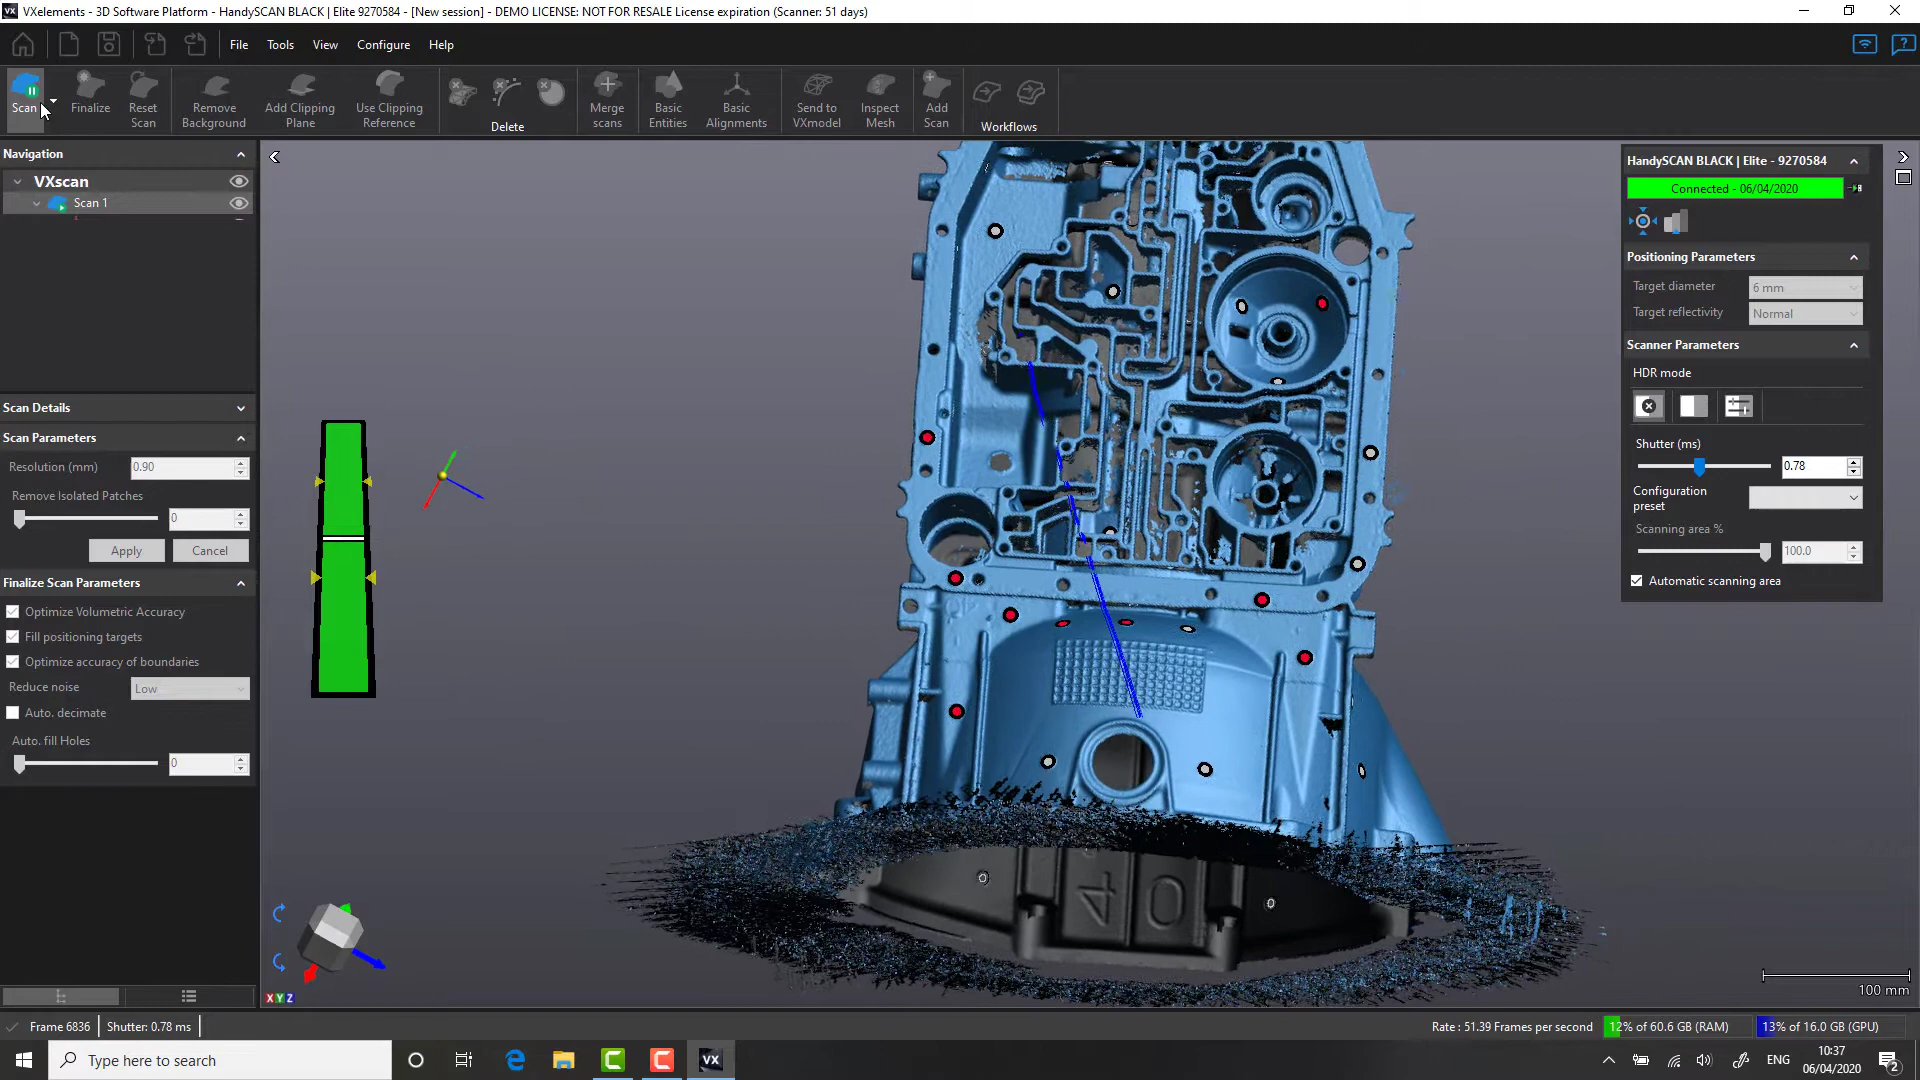 VXelements - 3D Software Platform - HandySCAN BLACK | Elite 9270584 - [New session] - DEMO LICENSE: NOT FOR RESALE License expiration (Scanner: 51 days)
File Tools View Configure Help
Scan
Finalize
Reset Scan
Remove Background
Add Clipping Plane
Use Clipping Reference
Delete
Merge scans
Basic Entities
Basic Alignments
Send to VXmodel
Inspect Mesh
Add Scan
Workflows
Navigation
VXscan
Scan 1
Scan Details
Scan Parameters
Resolution (mm) 0.90
Remove Isolated Patches
0
Apply Cancel
Finalize Scan Parameters
Optimize Volumetric Accuracy
Fill positioning targets
Optimize accuracy of boundaries
Reduce noise Low
Auto. decimate
Auto. fill Holes
0
XYZ
40
HandySCAN BLACK | Elite - 9270584
Connected - 06/04/2020
Positioning Parameters
Target diameter 6 mm
Target reflectivity Normal
Scanner Parameters
HDR mode
Shutter (ms)
0.78
Configuration preset
Scanning area %
100.0
Automatic scanning area
100 mm
Frame 6836 Shutter: 0.78 ms Rate : 51.39 Frames per second 12% of 60.6 GB (RAM) 13% of 16.0 GB (GPU)
Type here to search
VX
ENG
10:37
06/04/2020
2